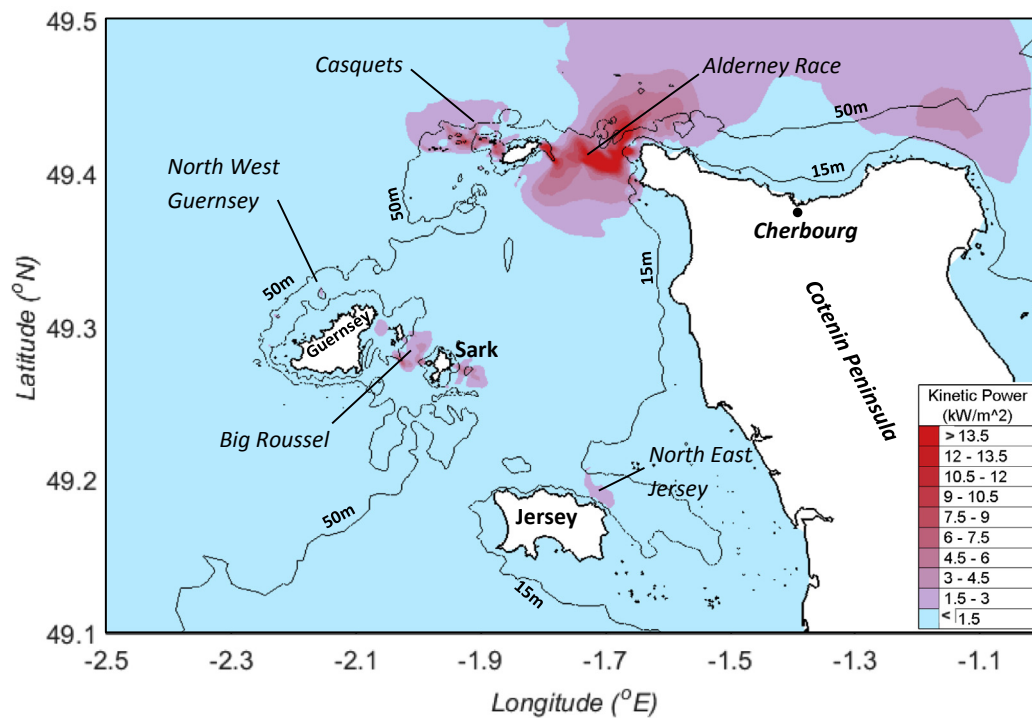 49.5
49.4
49.3
49.2
49.1
Latitude (°N)
-2.5
-2.3
-2.1
-1.9
-1.7
-1.5
-1.3
-1.1
Longitude (°E)
Casquets
Alderney Race
North West
Guernsey
50m
15m
50m
Cherbourg
50m
15m
Guernsey
Sark
Cotenin Peninsula
Big Roussel
North East
Jersey
50m
Jersey
15m
Kinetic Power
(kW/m^2)
> 13.5
12 - 13.5
10.5 - 12
9 - 10.5
7.5 - 9
6 - 7.5
4.5 - 6
3 - 4.5
1.5 - 3
< 1.5